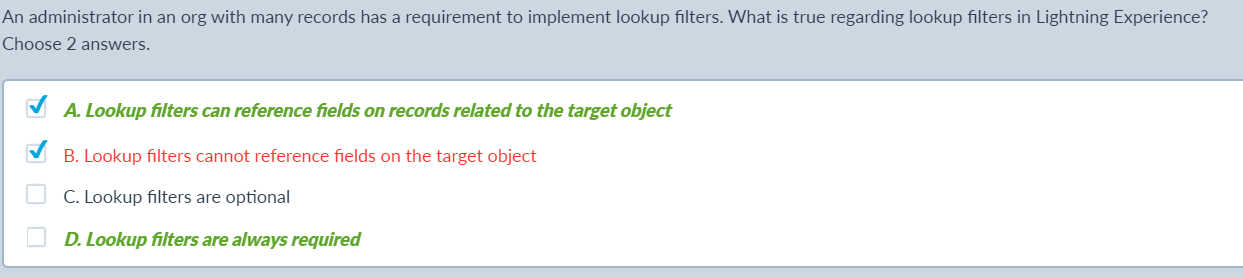 An administrator in an org with many records has a requirement to implement lookup filters. What is true regarding lookup filters in Lightning Experience?
Choose 2 answers.
A. Lookup filters can reference fields on records related to the target object
B. Lookup filters cannot reference fields on the target object
C. Lookup filters are optional
D. Lookup filters are always required